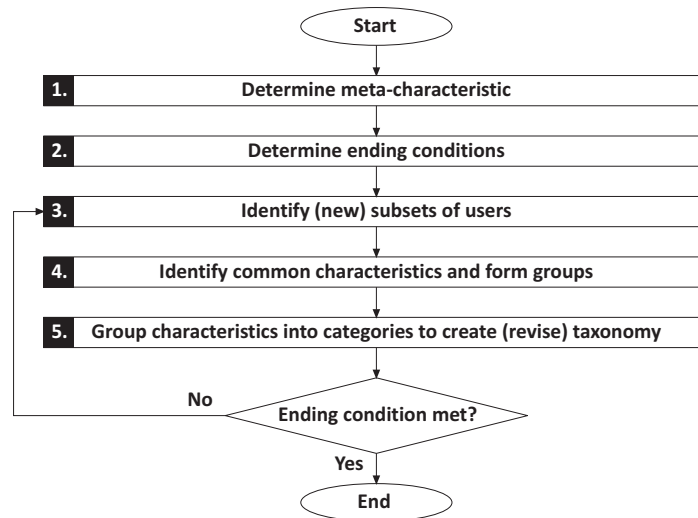 Start
1. Determine meta-characteristic
2. Determine ending conditions
3. Identify (new) subsets of users
4. Identify common characteristics and form groups
5. Group characteristics into categories to create (revise) taxonomy
No
Ending condition met?
Yes
End